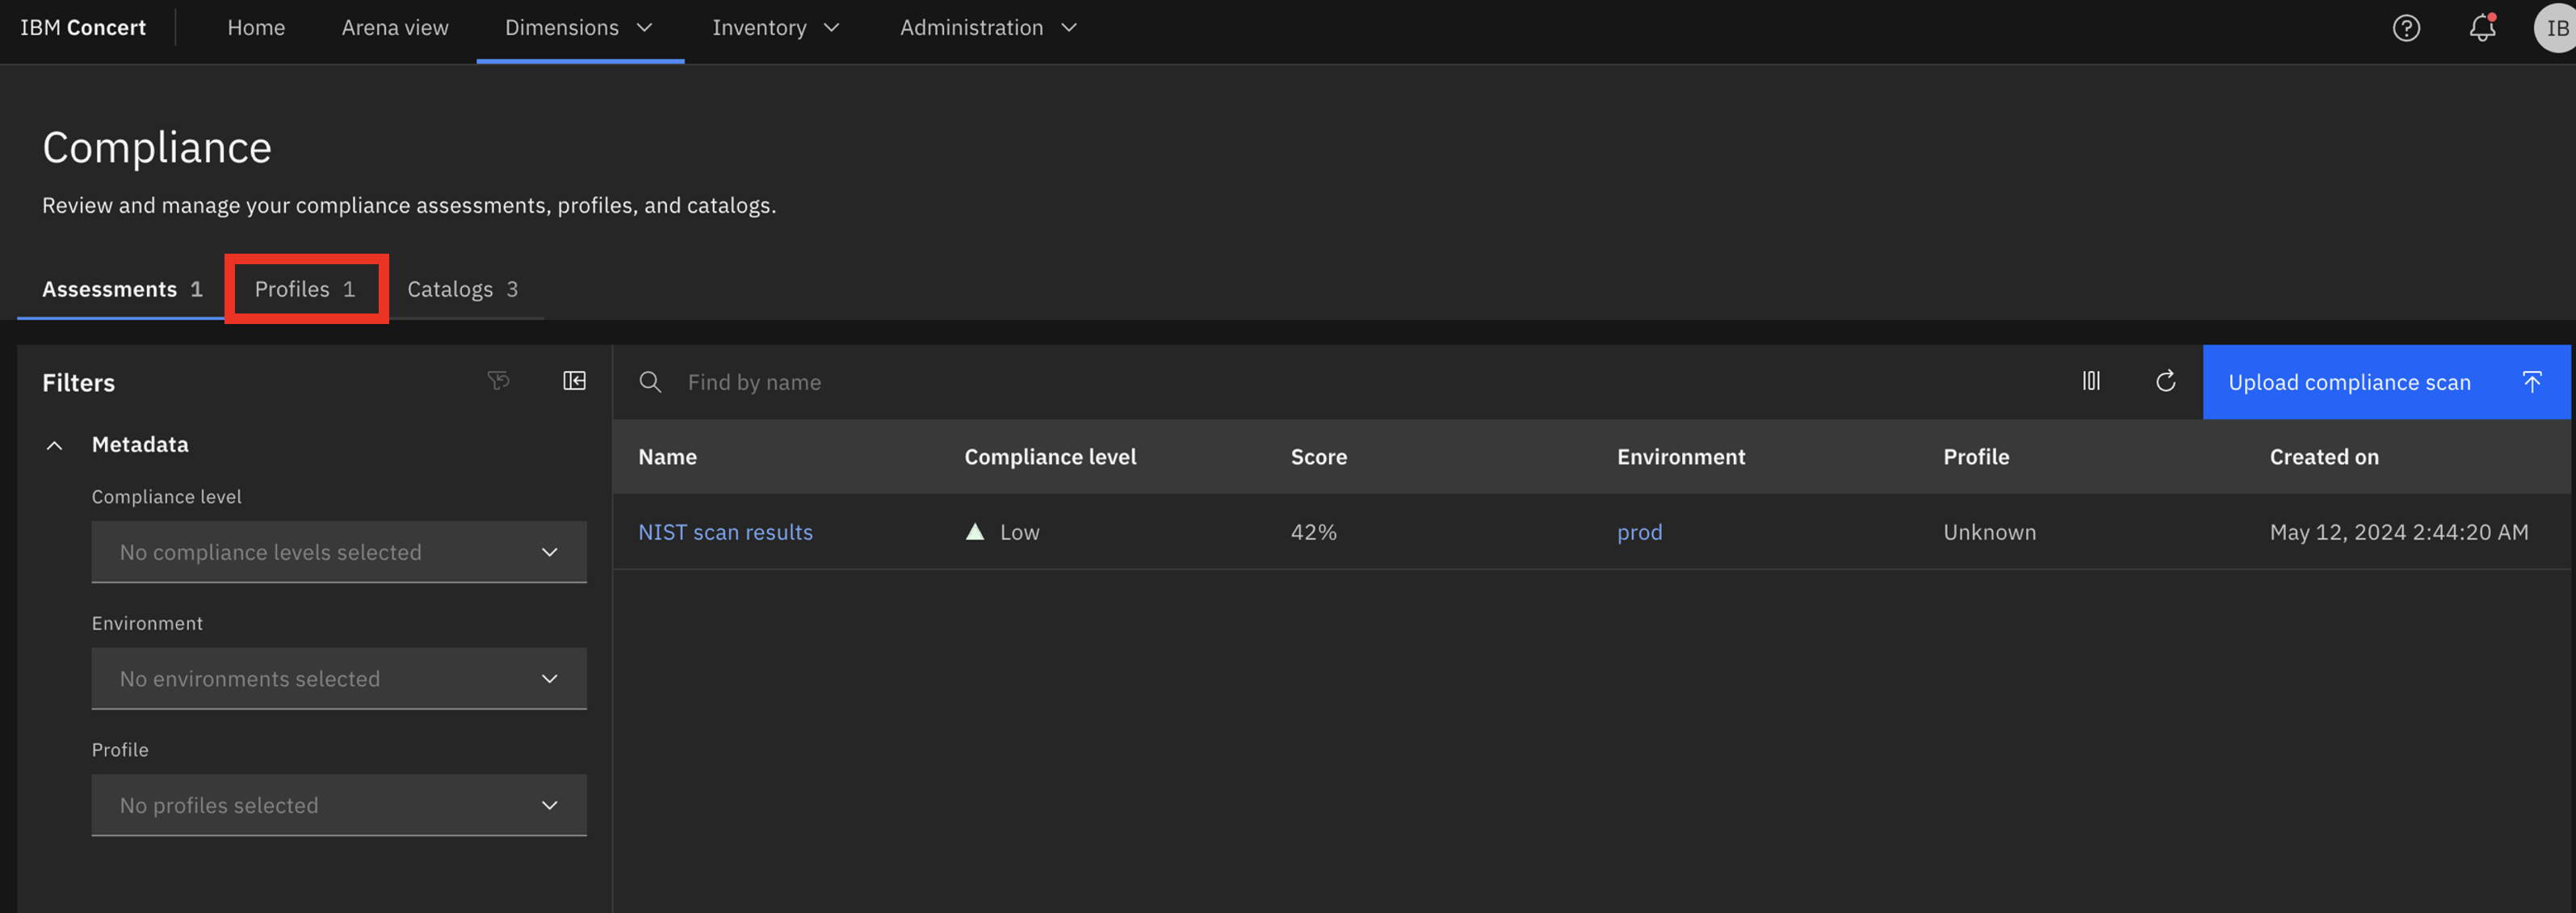 IBM Concert Home Arena view Dimensions Inventory Administration IB
Compliance
Review and manage your compliance assessments, profiles, and catalogs.
Assessments 1 Profiles 1 Catalogs 3
Filters
Find by name
Upload compliance scan
Metadata
Compliance level
No compliance levels selected
Environment
No environments selected
Profile
No profiles selected
Name Compliance level Score Environment Profile Created on
NIST scan results Low 42% prod Unknown May 12, 2024 2:44:20 AM